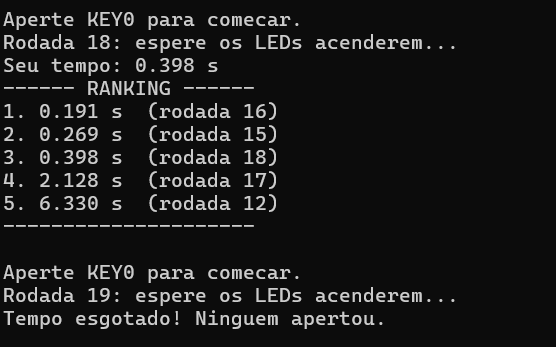 Aperte KEY0 para comecar.
Rodada 18: espere os LEDs acenderem...
Seu tempo: 0.398 s
------ RANKING ------
1. 0.191 s  (rodada 16)
2. 0.269 s  (rodada 15)
3. 0.398 s  (rodada 18)
4. 2.128 s  (rodada 17)
5. 6.330 s  (rodada 12)
---------------------
Aperte KEY0 para comecar.
Rodada 19: espere os LEDs acenderem...
Tempo esgotado! Ninguem apertou.